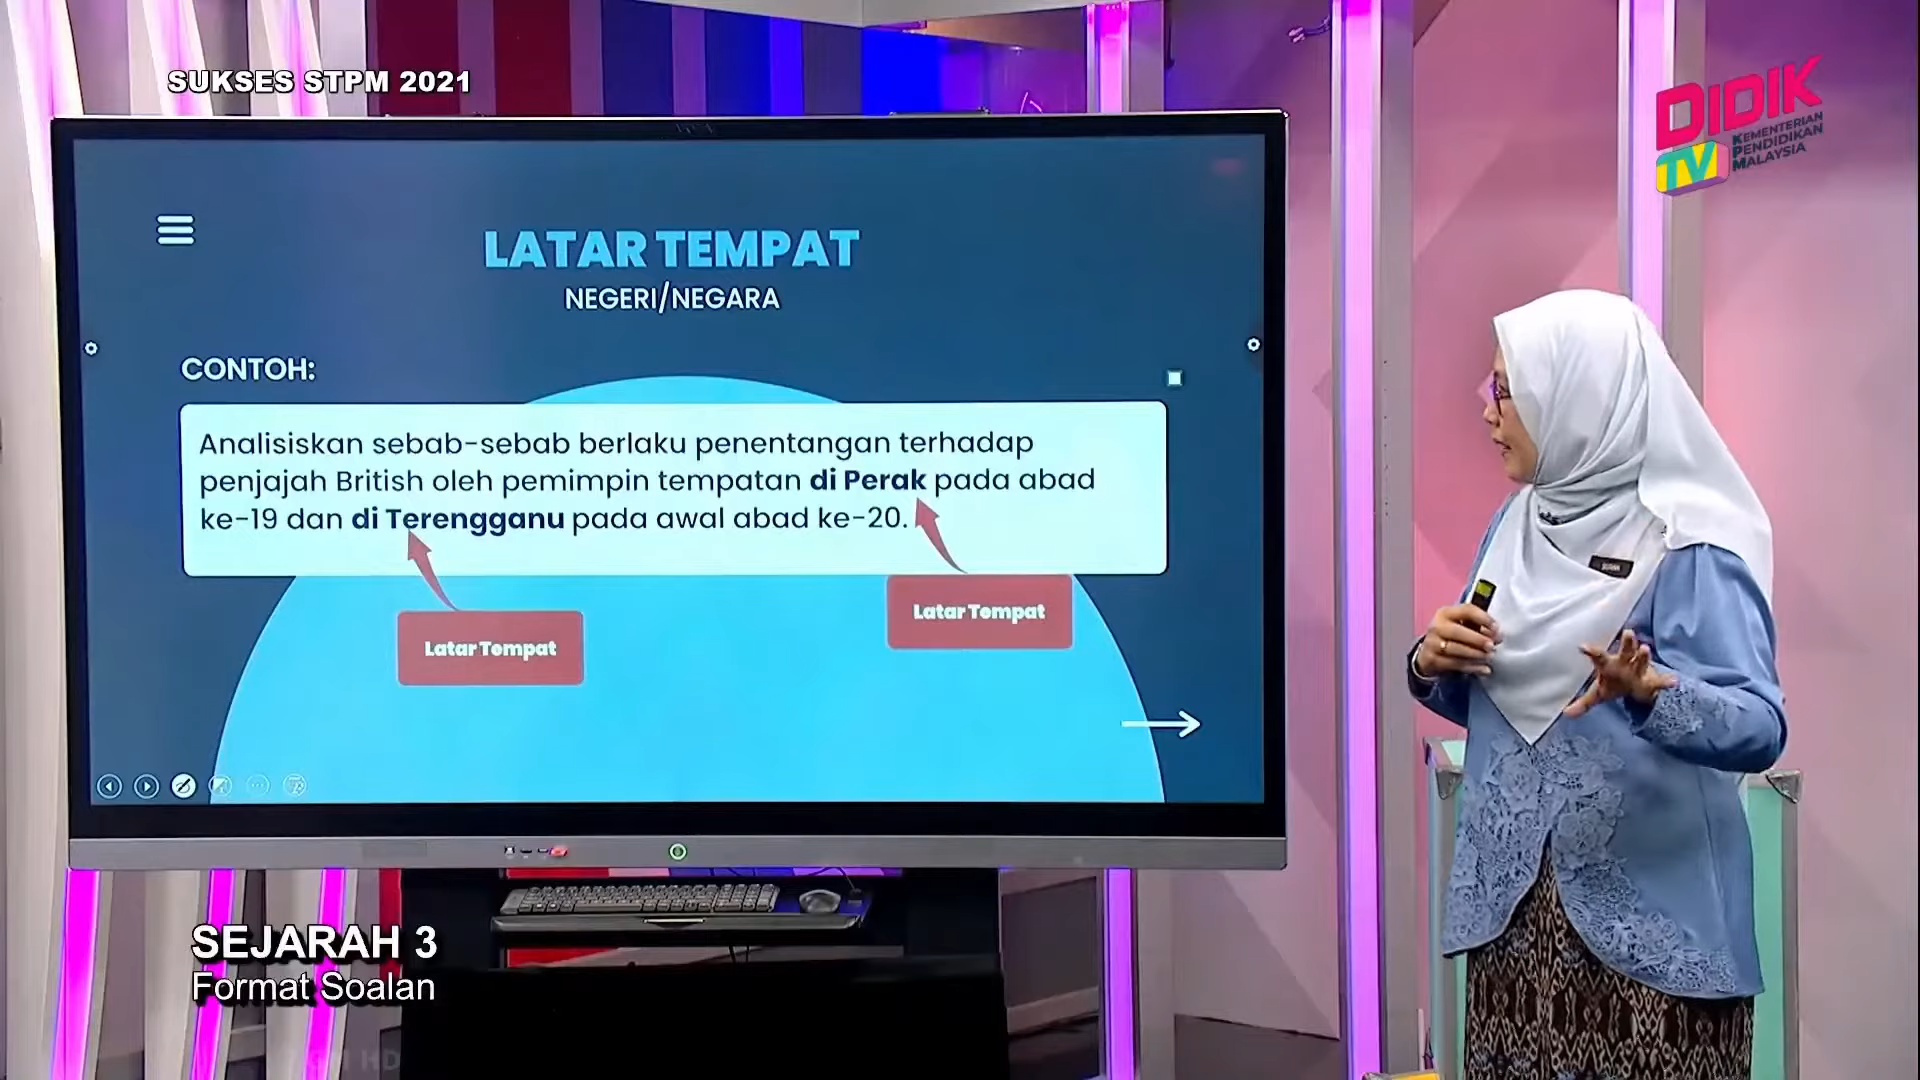 SUKSES STPM 2021
DIDIK
TV
KEMENTERIAN
PENDIDIKAN
MALAYSIA
LATAR TEMPAT
NEGERI/NEGARA
CONTOH:
Analisiskan sebab-sebab berlaku penentangan terhadap
penjajah British oleh pemimpin tempatan di Perak pada abad
ke-19 dan di Terengganu pada awal abad ke-20.
Latar Tempat
Latar Tempat
SEJARAH 3
Format Soalan